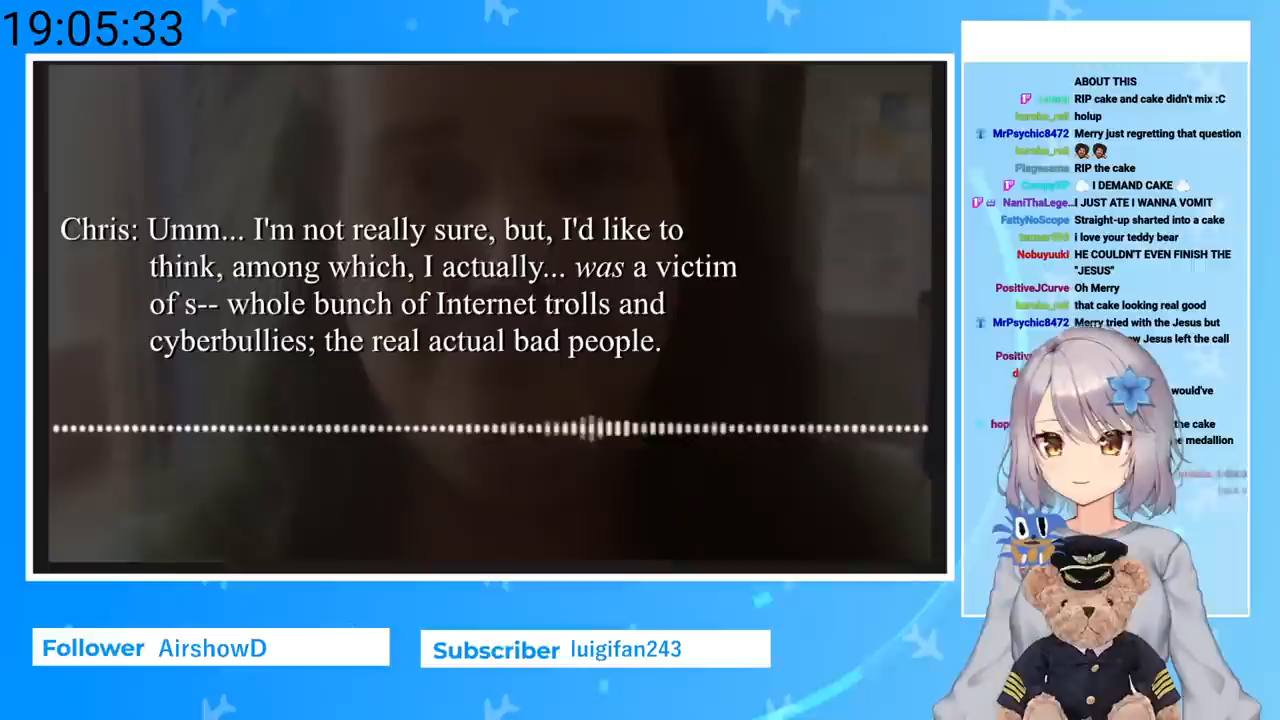 19:05:33
Chris: Umm... I'm not really sure, but, I'd like to
think, among which, I actually... was a victim
of s-- whole bunch of Internet trolls and
cyberbullies; the real actual bad people.
Follower AirshowD
Subscriber luigifan243
ABOUT THIS
RIP cake and cake didn't mix :C
holup
MrPsychic8472 Merry just regretting that question
RIP the cake
I DEMAND CAKE
NaniThaLege... I JUST ATE I WANNA VOMIT
FattyNoScope Straight-up sharted into a cake
i love your teddy bear
Nobuyuuki HE COULDN'T EVEN FINISH THE
"JESUS"
PositiveJCurve Oh Merry
that cake looking real good
MrPsychic8472 Merry tried with the Jesus but
Jesus left the call
would've
the cake
medallion